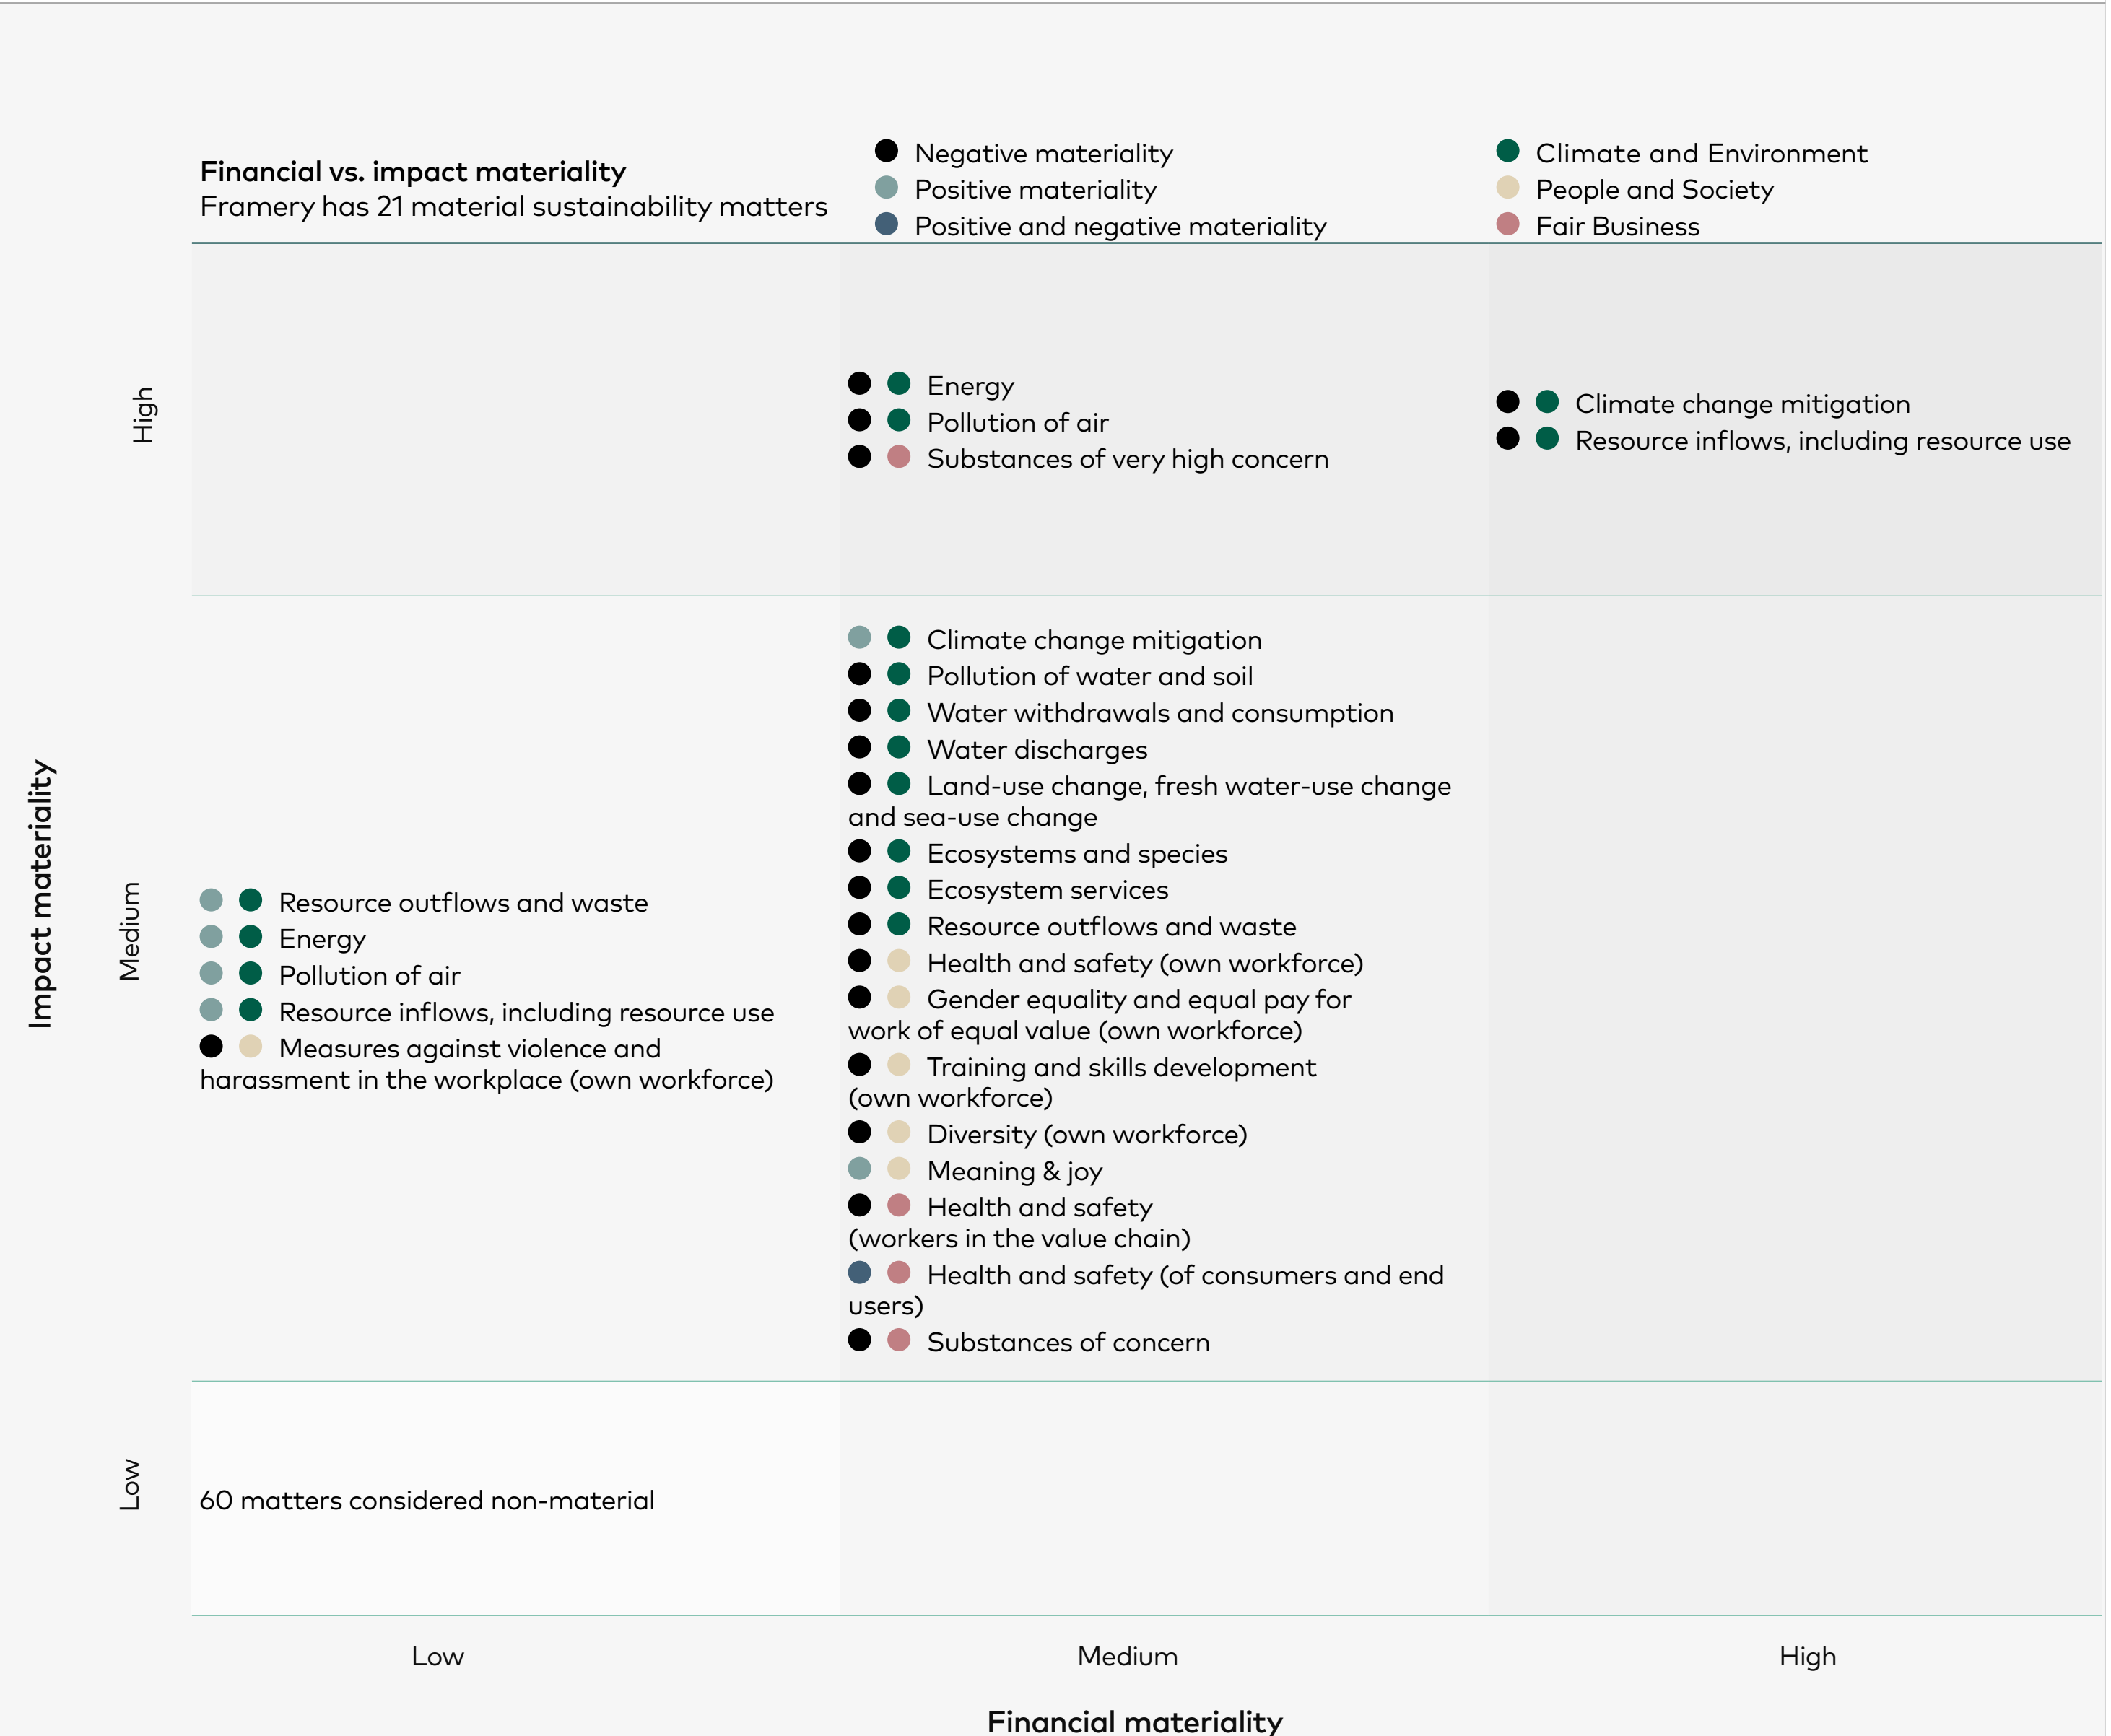 Financial vs. impact materiality
Framery has 21 material sustainability matters
Negative materiality
Positive materiality
Positive and negative materiality
Climate and Environment
People and Society
Fair Business
Impact materiality
High
Energy
Pollution of air
Substances of very high concern
Climate change mitigation
Resource inflows, including resource use
Medium
Resource outflows and waste
Energy
Pollution of air
Resource inflows, including resource use
Measures against violence and
harassment in the workplace (own workforce)
Climate change mitigation
Pollution of water and soil
Water withdrawals and consumption
Water discharges
Land-use change, fresh water-use change
and sea-use change
Ecosystems and species
Ecosystem services
Resource outflows and waste
Health and safety (own workforce)
Gender equality and equal pay for
work of equal value (own workforce)
Training and skills development
(own workforce)
Diversity (own workforce)
Meaning & joy
Health and safety
(workers in the value chain)
Health and safety (of consumers and end
users)
Substances of concern
Low
60 matters considered non-material
Low
Medium
High
Financial materiality